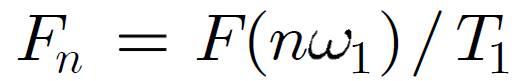 Fₙ = F(nω₁) / T₁